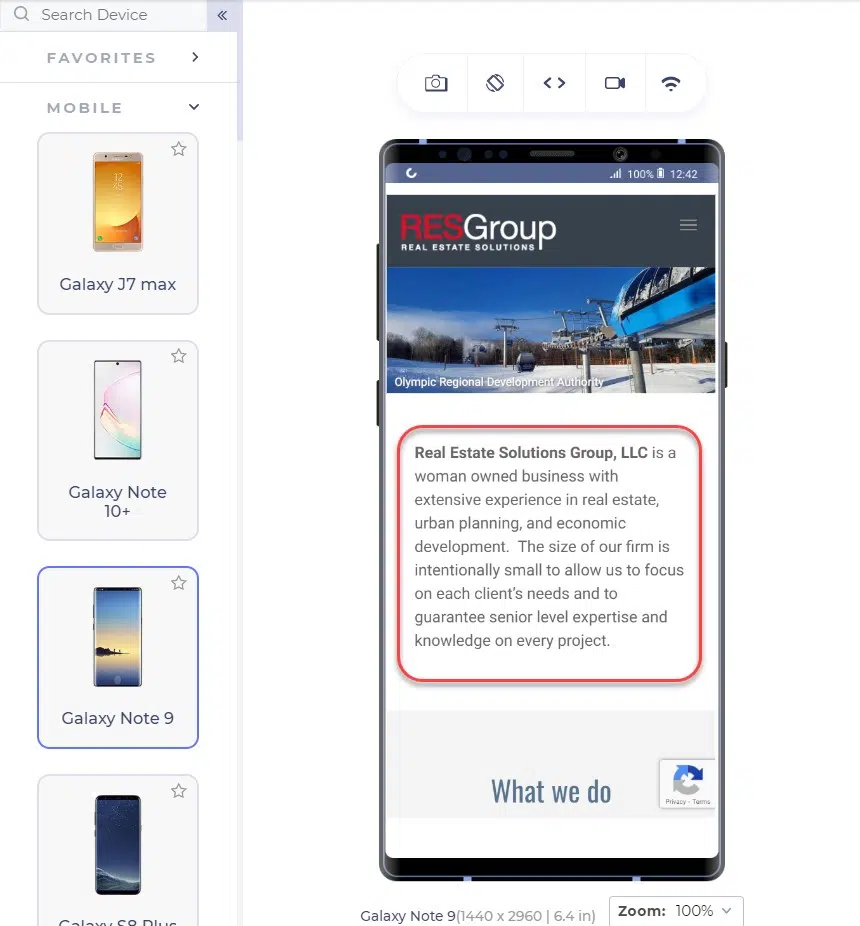 Search Device
«
FAVORITES
MOBILE
Galaxy J7 max
Galaxy Note
10+
Galaxy Note 9
Galaxy S8 Plus
100% 12:42
RESGroup
REAL ESTATE SOLUTIONS
Olympic Regional Development Authority
Real Estate Solutions Group, LLC is a
woman owned business with
extensive experience in real estate,
urban planning, and economic
development.  The size of our firm is
intentionally small to allow us to focus
on each client's needs and to
guarantee senior level expertise and
knowledge on every project.
What we do
Privacy - Terms
Galaxy Note 9(1440 x 2960 | 6.4 in)
Zoom: 100%